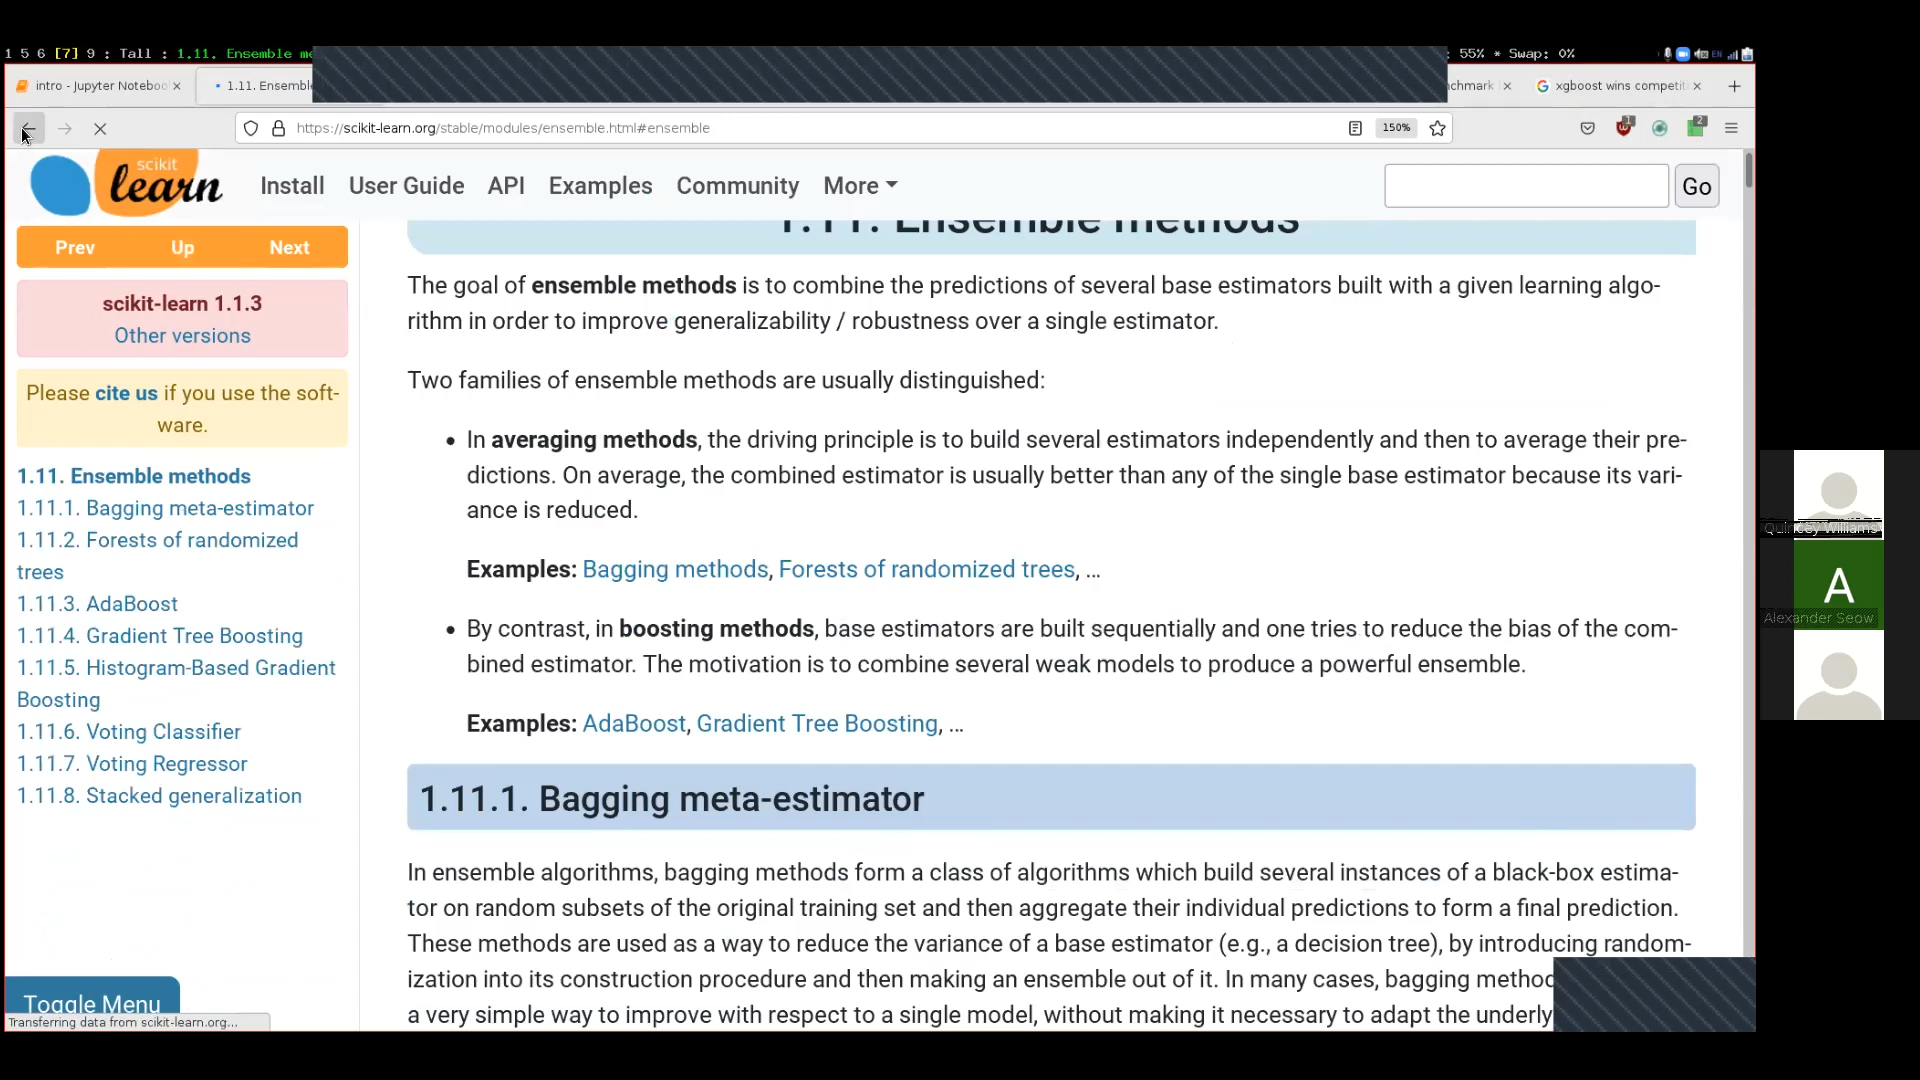 1 5 6 [7] 9 : Tall : 1.11. Ensemble me
: 55% * Swap: 0%
EN
intro - Jupyter Noteboo
1.11. Ensembl
nchmark
xgboost wins competiti
https://scikit-learn.org/stable/modules/ensemble.html#ensemble
150%
1
2
scikit
learn
Install
User Guide
API
Examples
Community
More
Go
Prev
Up
Next
scikit-learn 1.1.3
Other versions
Please cite us if you use the soft-
ware.
1.11. Ensemble methods
1.11.1. Bagging meta-estimator
1.11.2. Forests of randomized
trees
1.11.3. AdaBoost
1.11.4. Gradient Tree Boosting
1.11.5. Histogram-Based Gradient
Boosting
1.11.6. Voting Classifier
1.11.7. Voting Regressor
1.11.8. Stacked generalization
Toggle Menu
Transferring data from scikit-learn.org...
1.11. Ensemble methods
The goal of ensemble methods is to combine the predictions of several base estimators built with a given learning algo-
rithm in order to improve generalizability / robustness over a single estimator.
Two families of ensemble methods are usually distinguished:
• In averaging methods, the driving principle is to build several estimators independently and then to average their pre-
dictions. On average, the combined estimator is usually better than any of the single base estimator because its vari-
ance is reduced.
Examples: Bagging methods, Forests of randomized trees, ...
• By contrast, in boosting methods, base estimators are built sequentially and one tries to reduce the bias of the com-
bined estimator. The motivation is to combine several weak models to produce a powerful ensemble.
Examples: AdaBoost, Gradient Tree Boosting, ...
1.11.1. Bagging meta-estimator
In ensemble algorithms, bagging methods form a class of algorithms which build several instances of a black-box estima-
tor on random subsets of the original training set and then aggregate their individual predictions to form a final prediction.
These methods are used as a way to reduce the variance of a base estimator (e.g., a decision tree), by introducing random-
ization into its construction procedure and then making an ensemble out of it. In many cases, bagging method
a very simple way to improve with respect to a single model, without making it necessary to adapt the underly
Quincey Williams
A
Alexander Seow